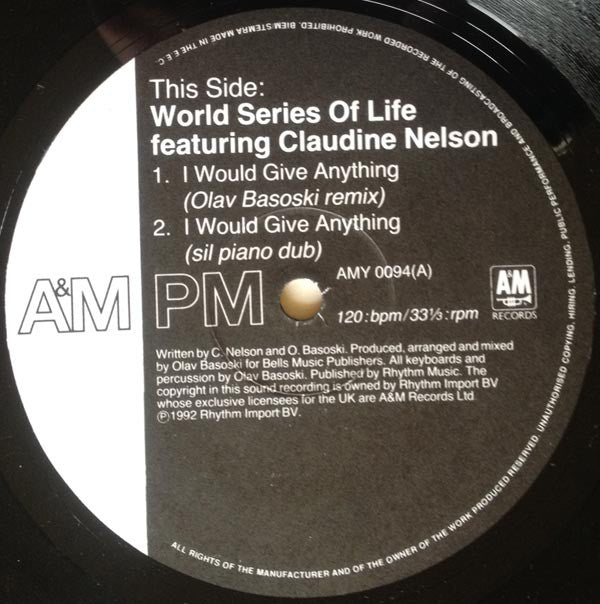 This Side:
World Series Of Life
featuring Claudine Nelson
1. I Would Give Anything
(Olav Basoski remix)
2. I Would Give Anything
(sil piano dub)
A&M PM
AMY 0094(A)
120:bpm/33⅓:rpm
A&M
RECORDS
Written by C. Nelson and O. Basoski. Produced, arranged and mixed
by Olav Basoski for Bells Music Publishers. All keyboards and
percussion by Olav Basoski. Published by Rhythm Music. The
copyright in this sound recording is owned by Rhythm Import BV
whose exclusive licensees for the UK are A&M Records Ltd
℗1992 Rhythm Import BV.
ALL RIGHTS OF THE MANUFACTURER AND OF THE OWNER OF THE WORK PRODUCED RESERVED. UNAUTHORISED COPYING, HIRING, LENDING, PUBLIC PERFORMANCE AND BROADCASTING OF THE RECORDED WORK PROHIBITED. BIEM/STEMRA MADE IN THE E.E.C.